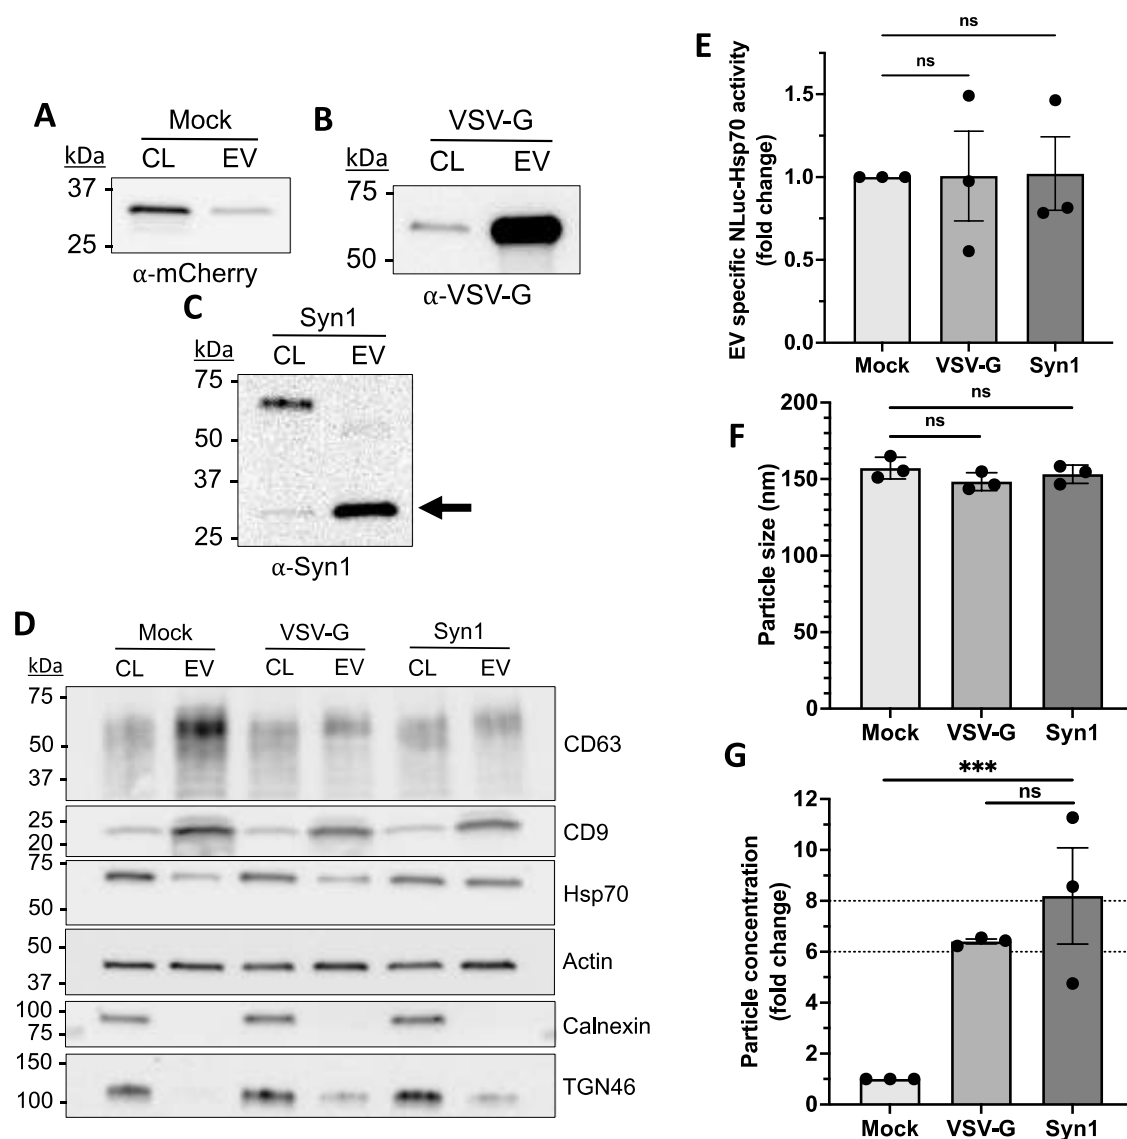 A
Mock
kDa
CL EV
37
25
α-mCherry
B
VSV-G
kDa
CL EV
75
50
α-VSV-G
C
Syn1
kDa
CL EV
75
50
37
25
α-Syn1
D
Mock VSV-G Syn1
kDa
CL EV CL EV CL EV
75
50
37
CD63
25
20
CD9
75
50
Hsp70
50
37
Actin
100
75
Calnexin
150
100
TGN46
E
EV specific NLuc-Hsp70 activity
(fold change)
ns
ns
1.5
1.0
0.5
0.0
Mock VSV-G Syn1
F
Particle size (nm)
ns
ns
200
150
100
50
0
Mock VSV-G Syn1
G
Particle concentration
(fold change)
***
ns
12
10
8
6
4
2
0
Mock VSV-G Syn1